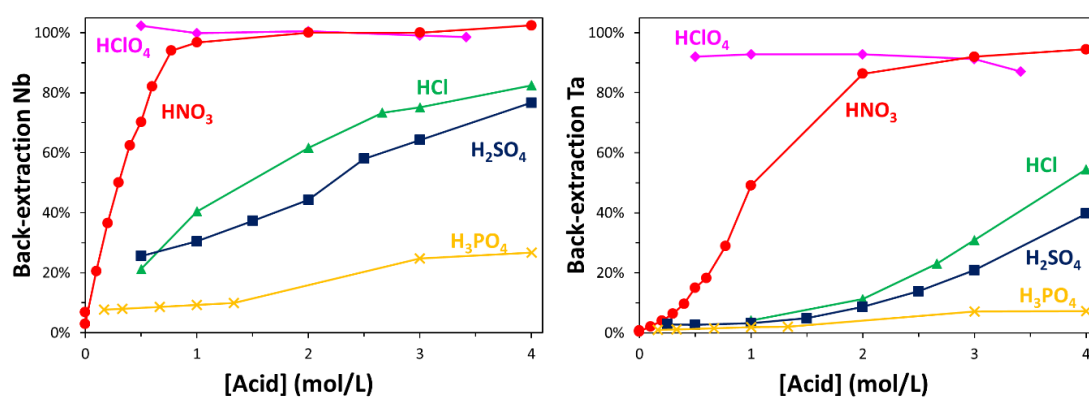 Back-extraction Nb
100%
80%
60%
40%
20%
0%
HClO₄
HNO₃
HCl
H₂SO₄
H₃PO₄
0 1 2 3 4
[Acid] (mol/L)
Back-extraction Ta
100%
80%
60%
40%
20%
0%
HClO₄
HNO₃
HCl
H₂SO₄
H₃PO₄
0 1 2 3 4
[Acid] (mol/L)